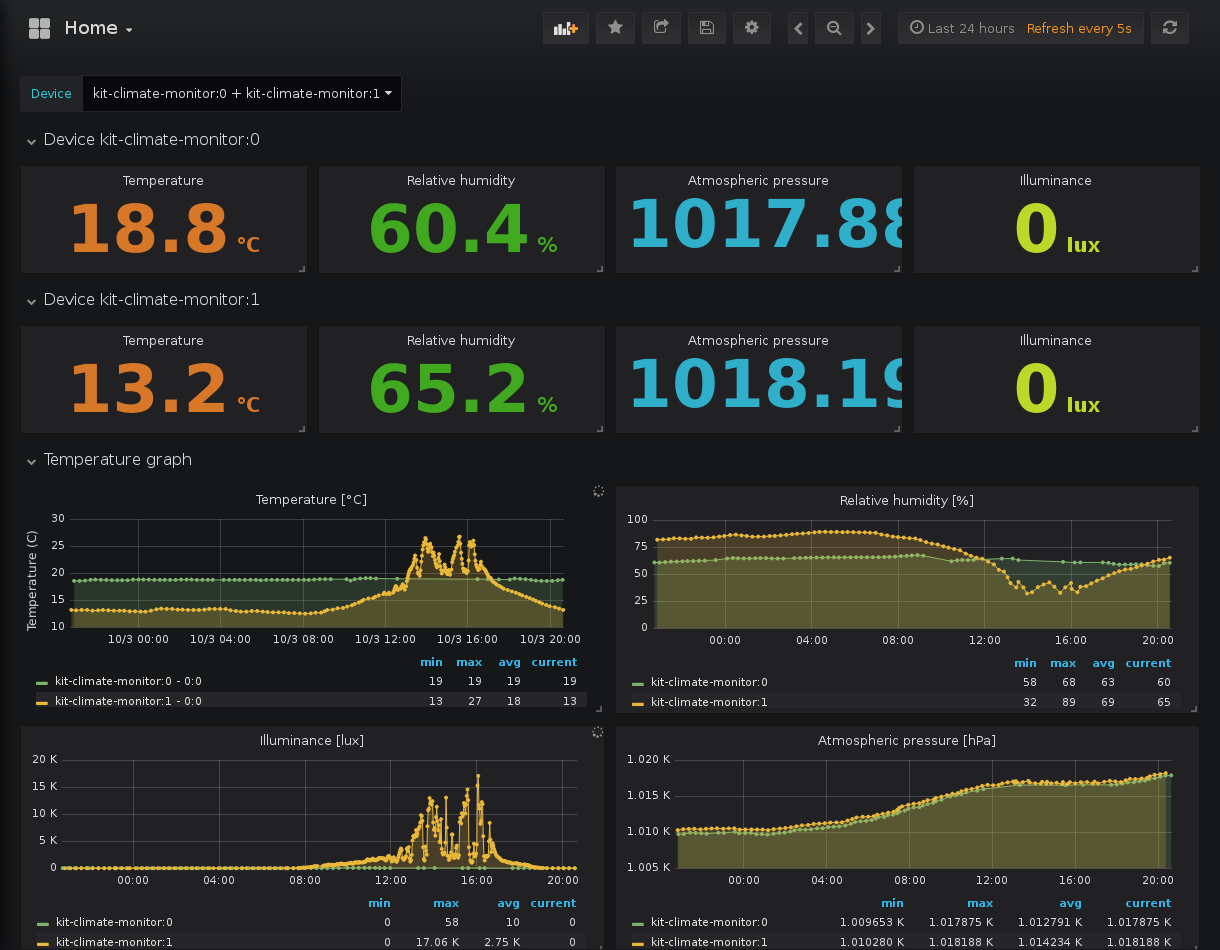 Home
Last 24 hours Refresh every 5s
Device kit-climate-monitor:0 + kit-climate-monitor:1
Device kit-climate-monitor:0
Temperature Relative humidity Atmospheric pressure Illuminance
18.8 °C 60.4 % 1017.88 0 lux
Device kit-climate-monitor:1
Temperature Relative humidity Atmospheric pressure Illuminance
13.2 °C 65.2 % 1018.19 0 lux
Temperature graph
Temperature [°C]
Temperature (C)
30
25
20
15
10
10/3 00:00 10/3 04:00 10/3 08:00 10/3 12:00 10/3 16:00 10/3 20:00
min max avg current
kit-climate-monitor:0 - 0:0 19 19 19 19
kit-climate-monitor:1 - 0:0 13 27 18 13
Relative humidity [%]
100
75
50
25
0
00:00 04:00 08:00 12:00 16:00 20:00
min max avg current
kit-climate-monitor:0 58 68 63 60
kit-climate-monitor:1 32 89 69 65
Illuminance [lux]
20 K
15 K
10 K
5 K
0
00:00 04:00 08:00 12:00 16:00 20:00
min max avg current
kit-climate-monitor:0 0 58 10 0
kit-climate-monitor:1 0 17.06 K 2.75 K 0
Atmospheric pressure [hPa]
1.020 K
1.015 K
1.010 K
1.005 K
00:00 04:00 08:00 12:00 16:00 20:00
min max avg current
kit-climate-monitor:0 1.009653 K 1.017875 K 1.012791 K 1.017875 K
kit-climate-monitor:1 1.010280 K 1.018188 K 1.014234 K 1.018188 K